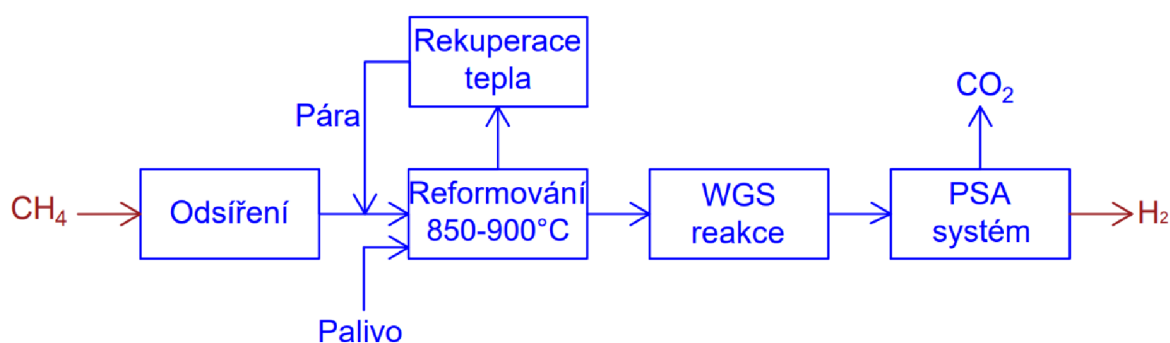 Rekuperace
tepla
CO₂
Pára
CH₄
Odsíření
Reformování
850-900°C
WGS
reakce
PSA
systém
H₂
Palivo